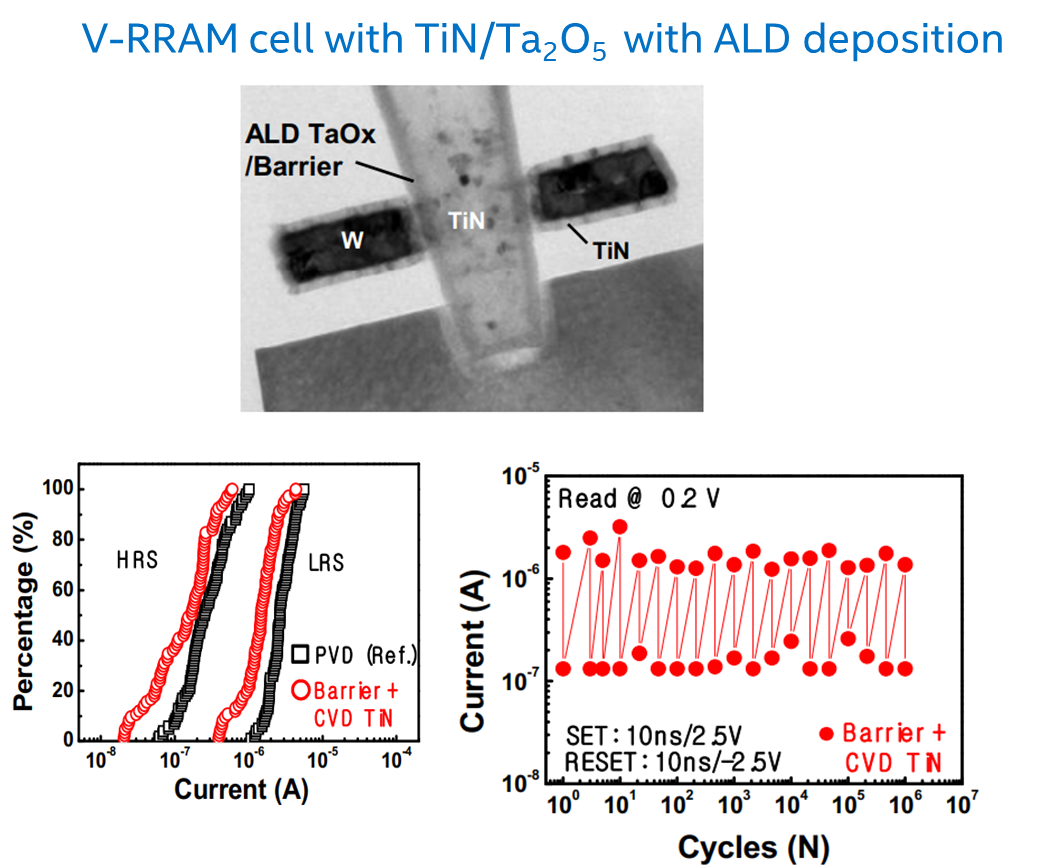 V-RRAM cell with TiN/Ta₂O₅ with ALD deposition
ALD TaOx
/Barrier
TiN
W
TiN
100
80
60
40
20
0
Percentage (%)
HRS
LRS
PVD (Ref.)
Barrier +
CVD TiN
10⁻⁸
10⁻⁷
10⁻⁶
10⁻⁵
10⁻⁴
Current (A)
10⁻⁵
10⁻⁶
10⁻⁷
10⁻⁸
Current (A)
Read @ 0.2 V
SET : 10ns/2.5V
RESET : 10ns/-2.5V
Barrier +
CVD TiN
10⁰
10¹
10²
10³
10⁴
10⁵
10⁶
10⁷
Cycles (N)